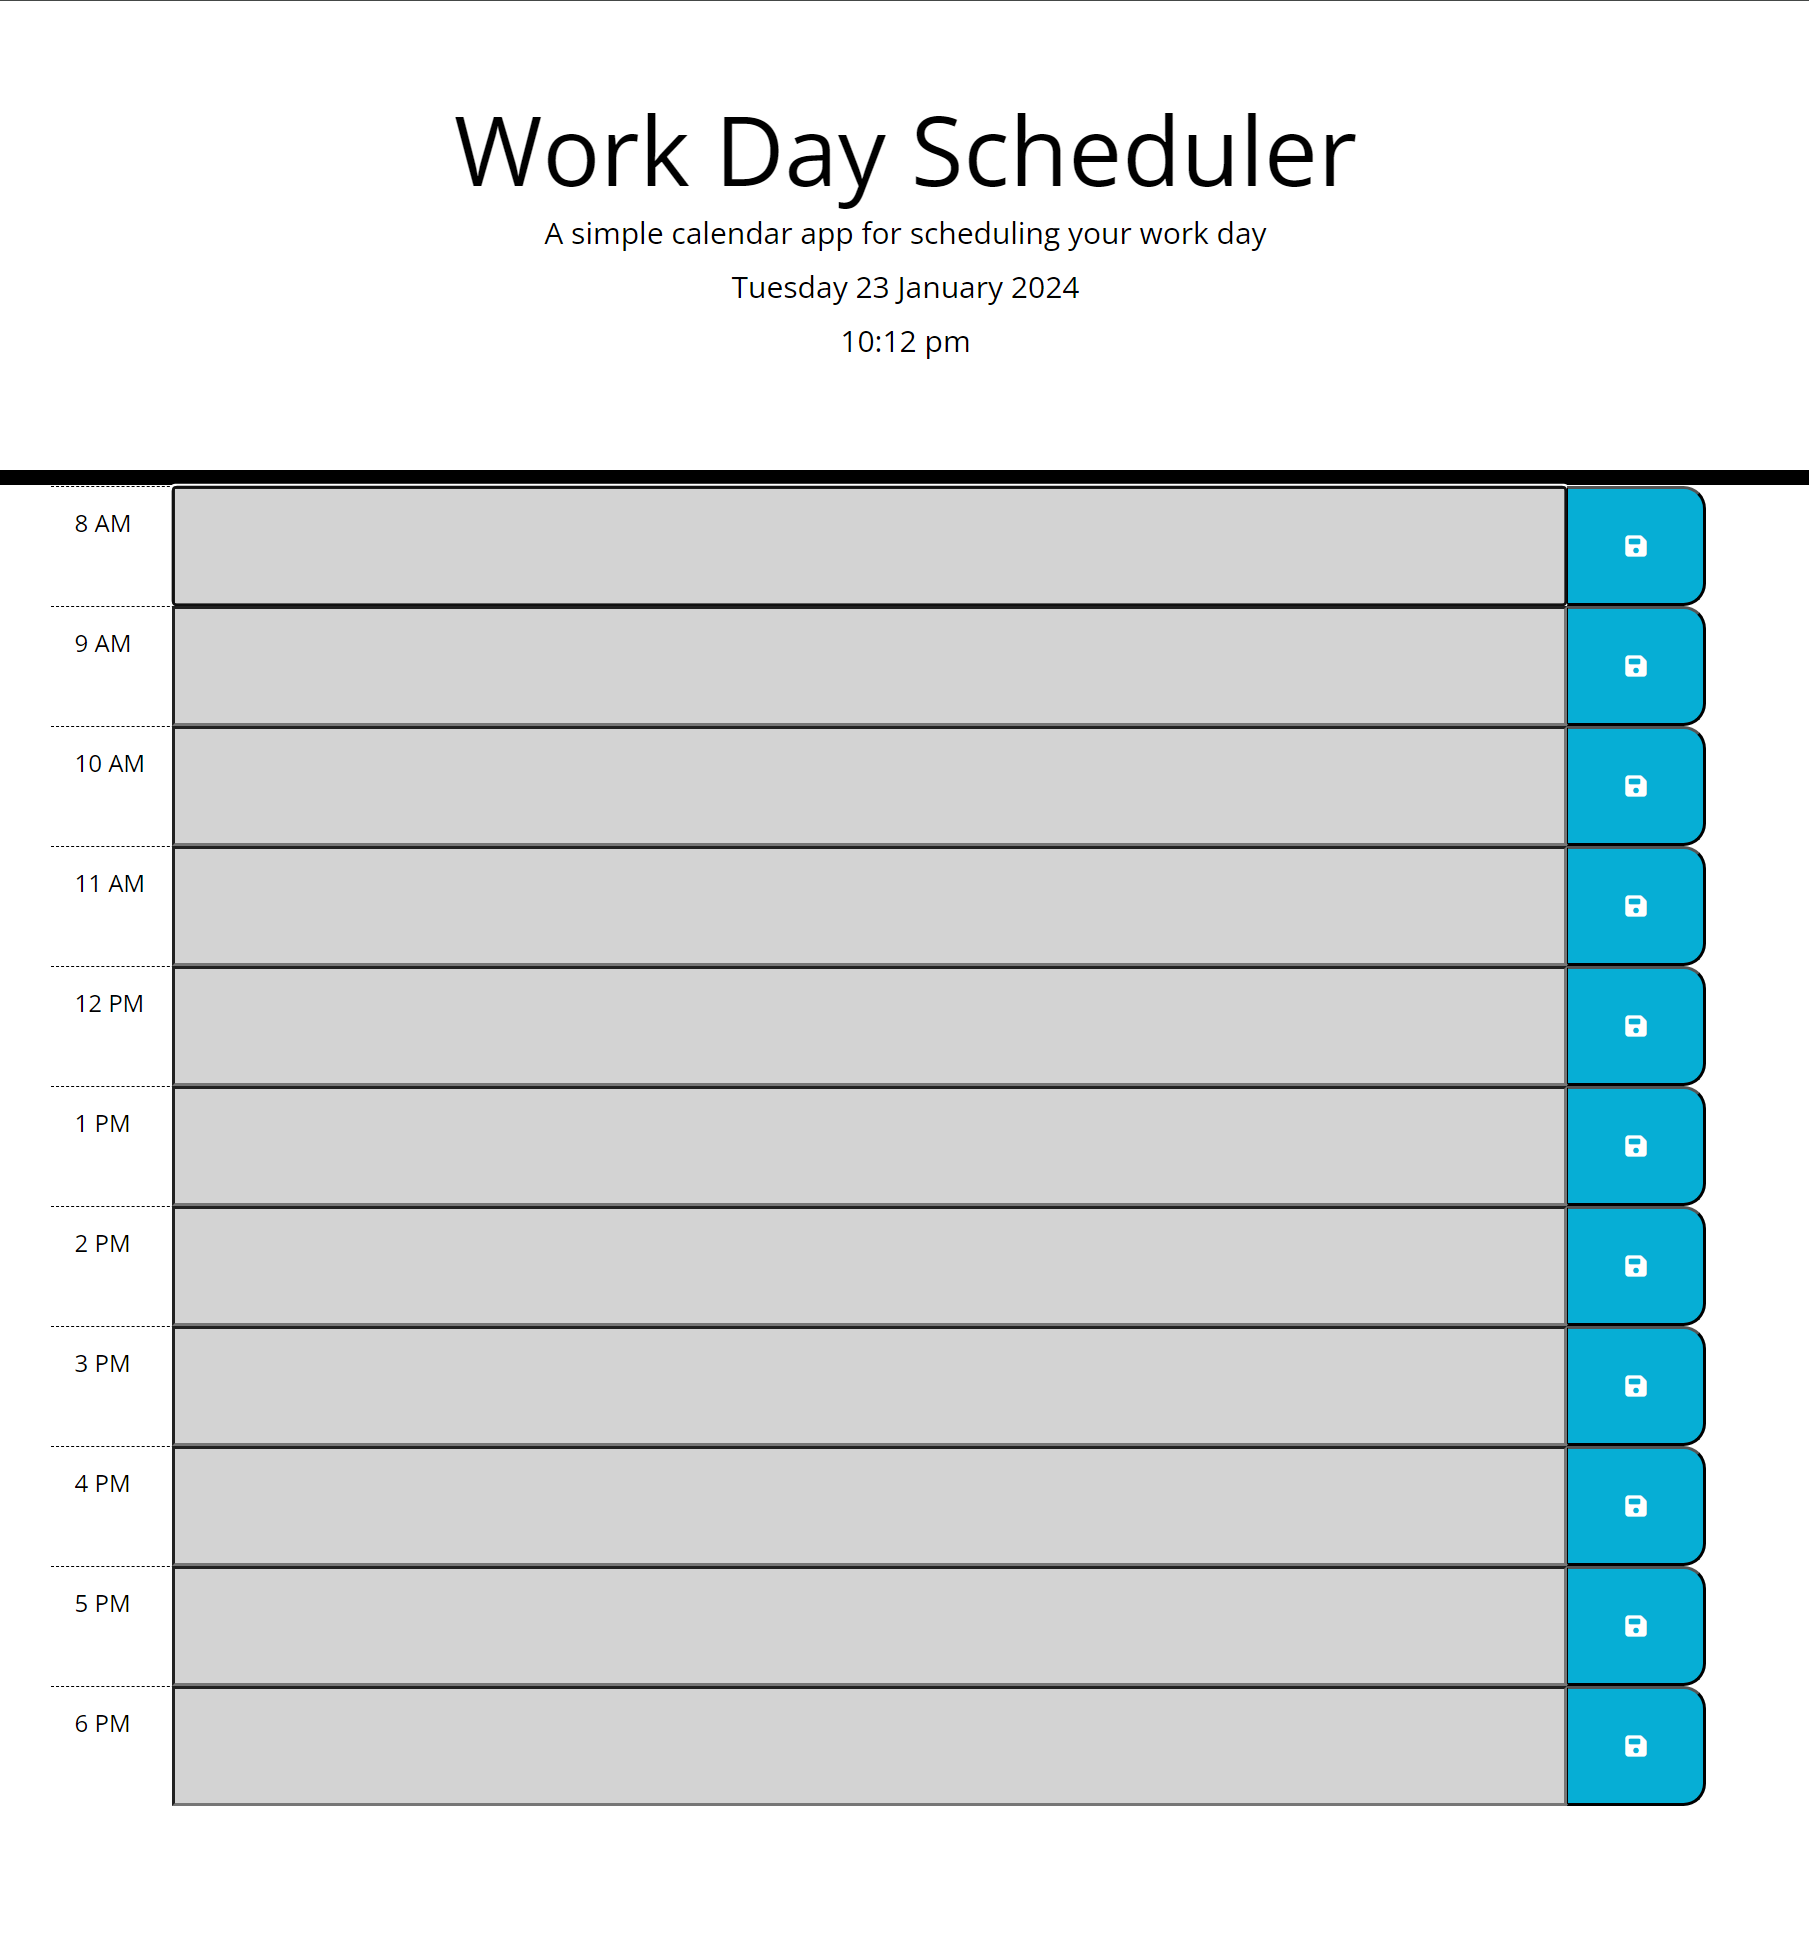 Work Day Scheduler
A simple calendar app for scheduling your work day
Tuesday 23 January 2024
10:12 pm
8 AM
9 AM
10 AM
11 AM
12 PM
1 PM
2 PM
3 PM
4 PM
5 PM
6 PM